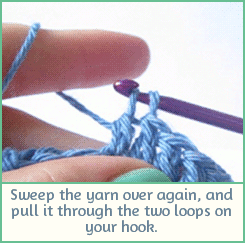 Sweep the yarn over again, and
pull it through the two loops on
your hook.